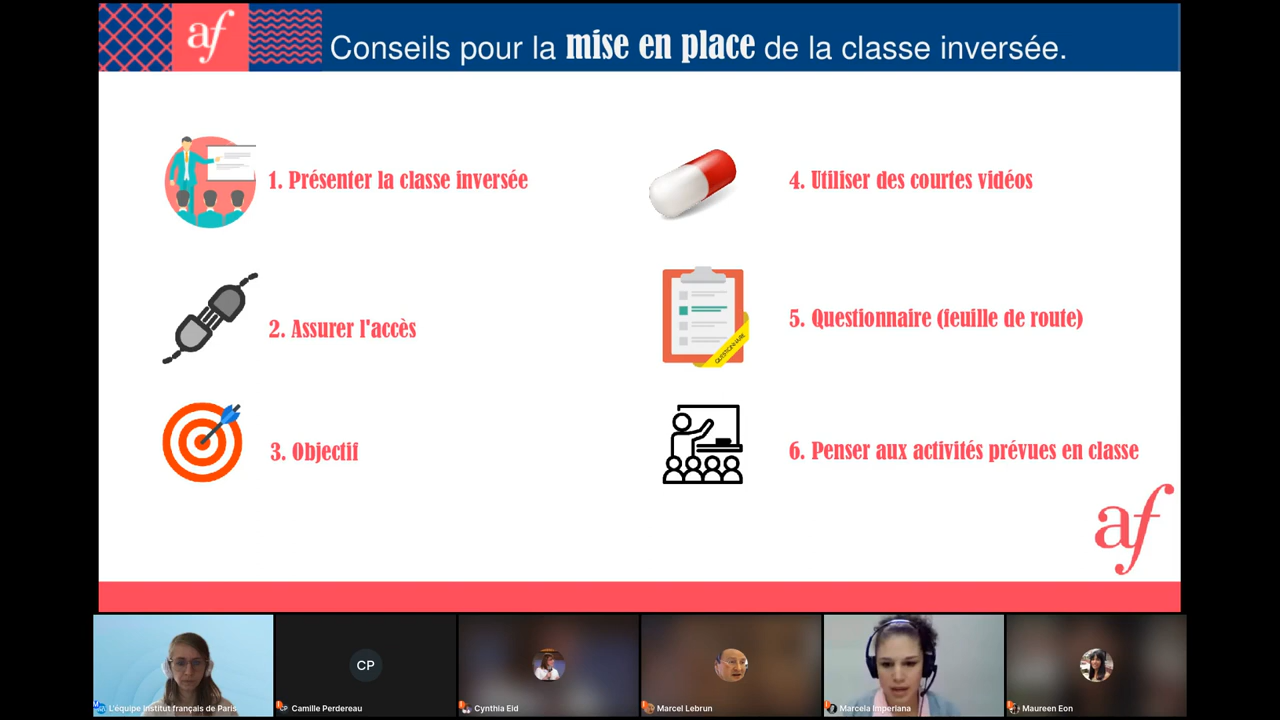 af
Conseils pour la mise en place de la classe inversée.
1. Présenter la classe inversée
2. Assurer l'accès
3. Objectif
4. Utiliser des courtes vidéos
QUESTIONNAIRE
5. Questionnaire (feuille de route)
6. Penser aux activités prévues en classe
af
L'équipe Institut français de Paris
CP
Camille Perdereau
Cynthia Eid
Marcel Lebrun
Marcela Imperiana
Maureen Eon